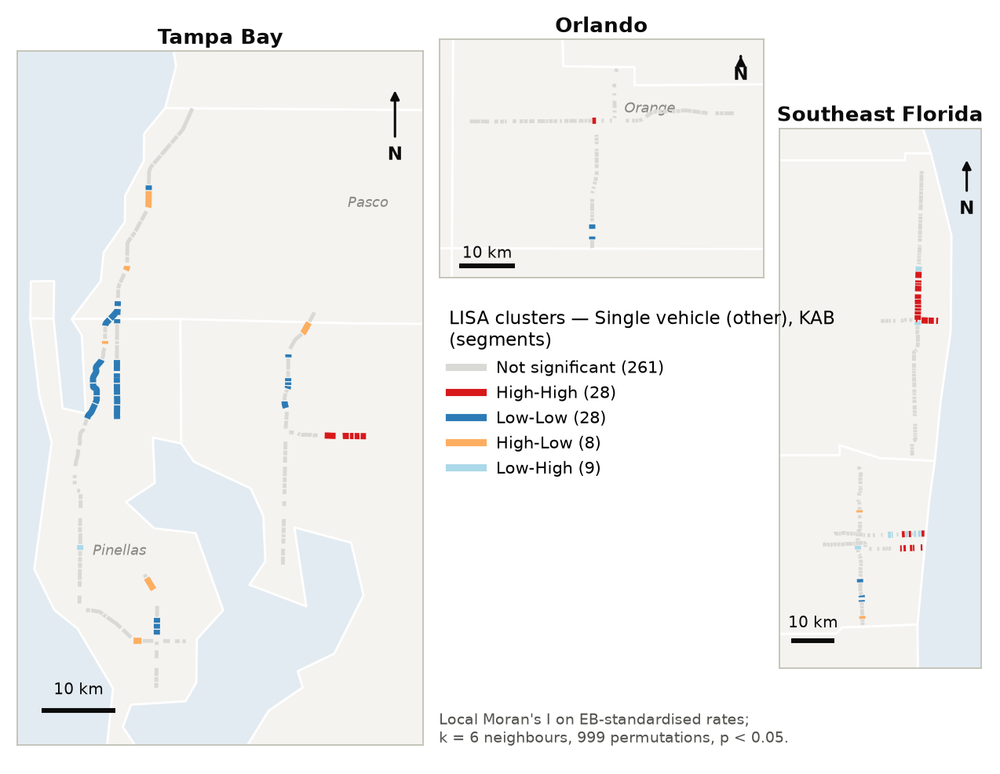 Tampa Bay
Orlando
Southeast Florida
N
Pasco
Pinellas
10 km
N
Orange
10 km
N
10 km
LISA clusters — Single vehicle (other), KAB
(segments)
Not significant (261)
High-High (28)
Low-Low (28)
High-Low (8)
Low-High (9)
Local Moran's I on EB-standardised rates;
k = 6 neighbours, 999 permutations, p < 0.05.